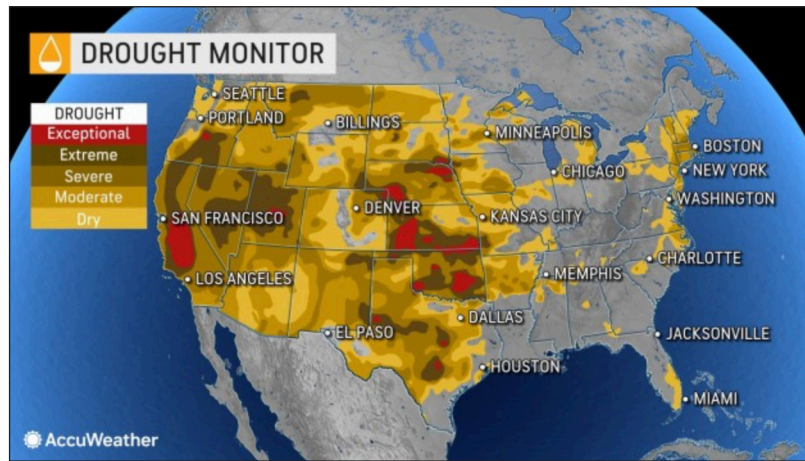 DROUGHT MONITOR
DROUGHT
Exceptional
Extreme
Severe
Moderate
Dry
SEATTLE
PORTLAND
BILLINGS
MINNEAPOLIS
BOSTON
CHICAGO
NEW YORK
WASHINGTON
DENVER
KANSAS CITY
SAN FRANCISCO
CHARLOTTE
LOS ANGELES
MEMPHIS
DALLAS
EL PASO
JACKSONVILLE
HOUSTON
MIAMI
AccuWeather